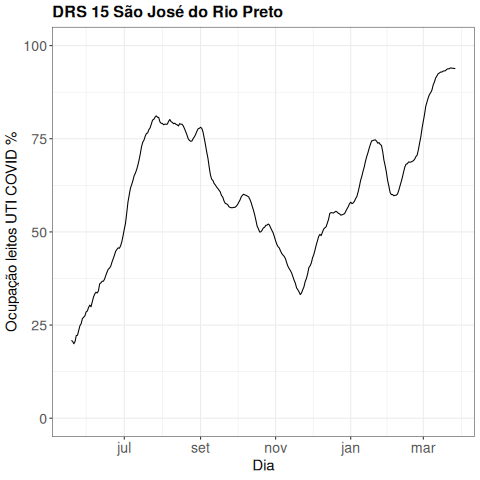 DRS 15 São José do Rio Preto
Ocupação leitos UTI COVID %
100
75
50
25
0
jul set nov jan mar
Dia